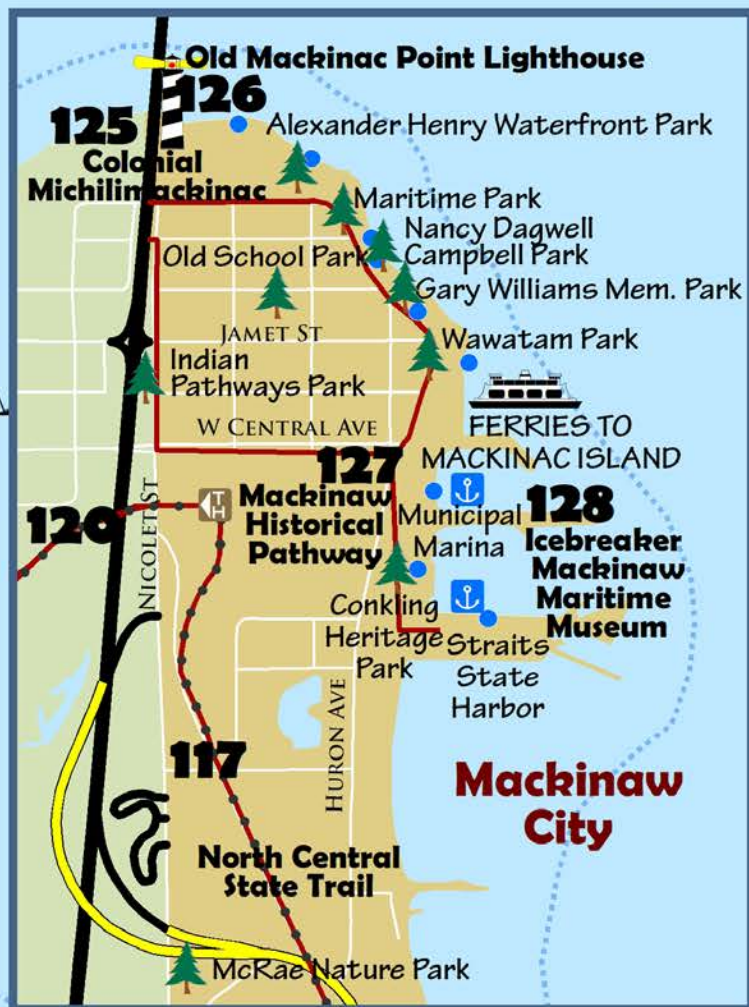 Old Mackinac Point Lighthouse
126
125
Alexander Henry Waterfront Park
Colonial
Michilimackinac
Maritime Park
Nancy Dagwell
Campbell Park
Old School Park
Gary Williams Mem. Park
JAMET ST
Wawatam Park
Indian
Pathways Park
W CENTRAL AVE
FERRIES TO
MACKINAC ISLAND
127
Mackinaw
Historical
Pathway
TH
120
NICOLET ST
Municipal
Marina
128
Icebreaker
Mackinaw
Maritime
Museum
Conkling
Heritage
Park
Straits
State
Harbor
HURON AVE
117
Mackinaw
City
North Central
State Trail
McRae Nature Park